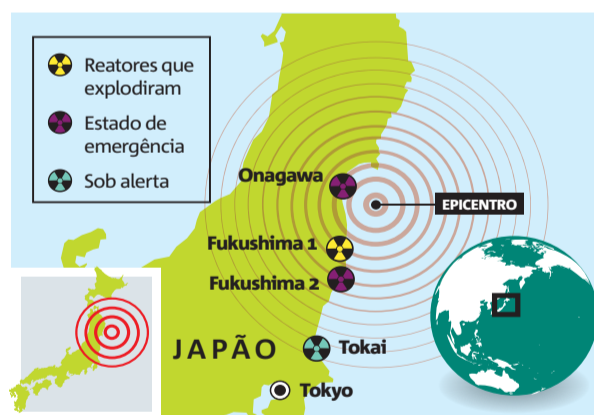 Reatores que
explodiram
Estado de
emergência
Sob alerta
Onagawa
EPICENTRO
Fukushima 1
Fukushima 2
JAPÃO
Tokai
Tokyo